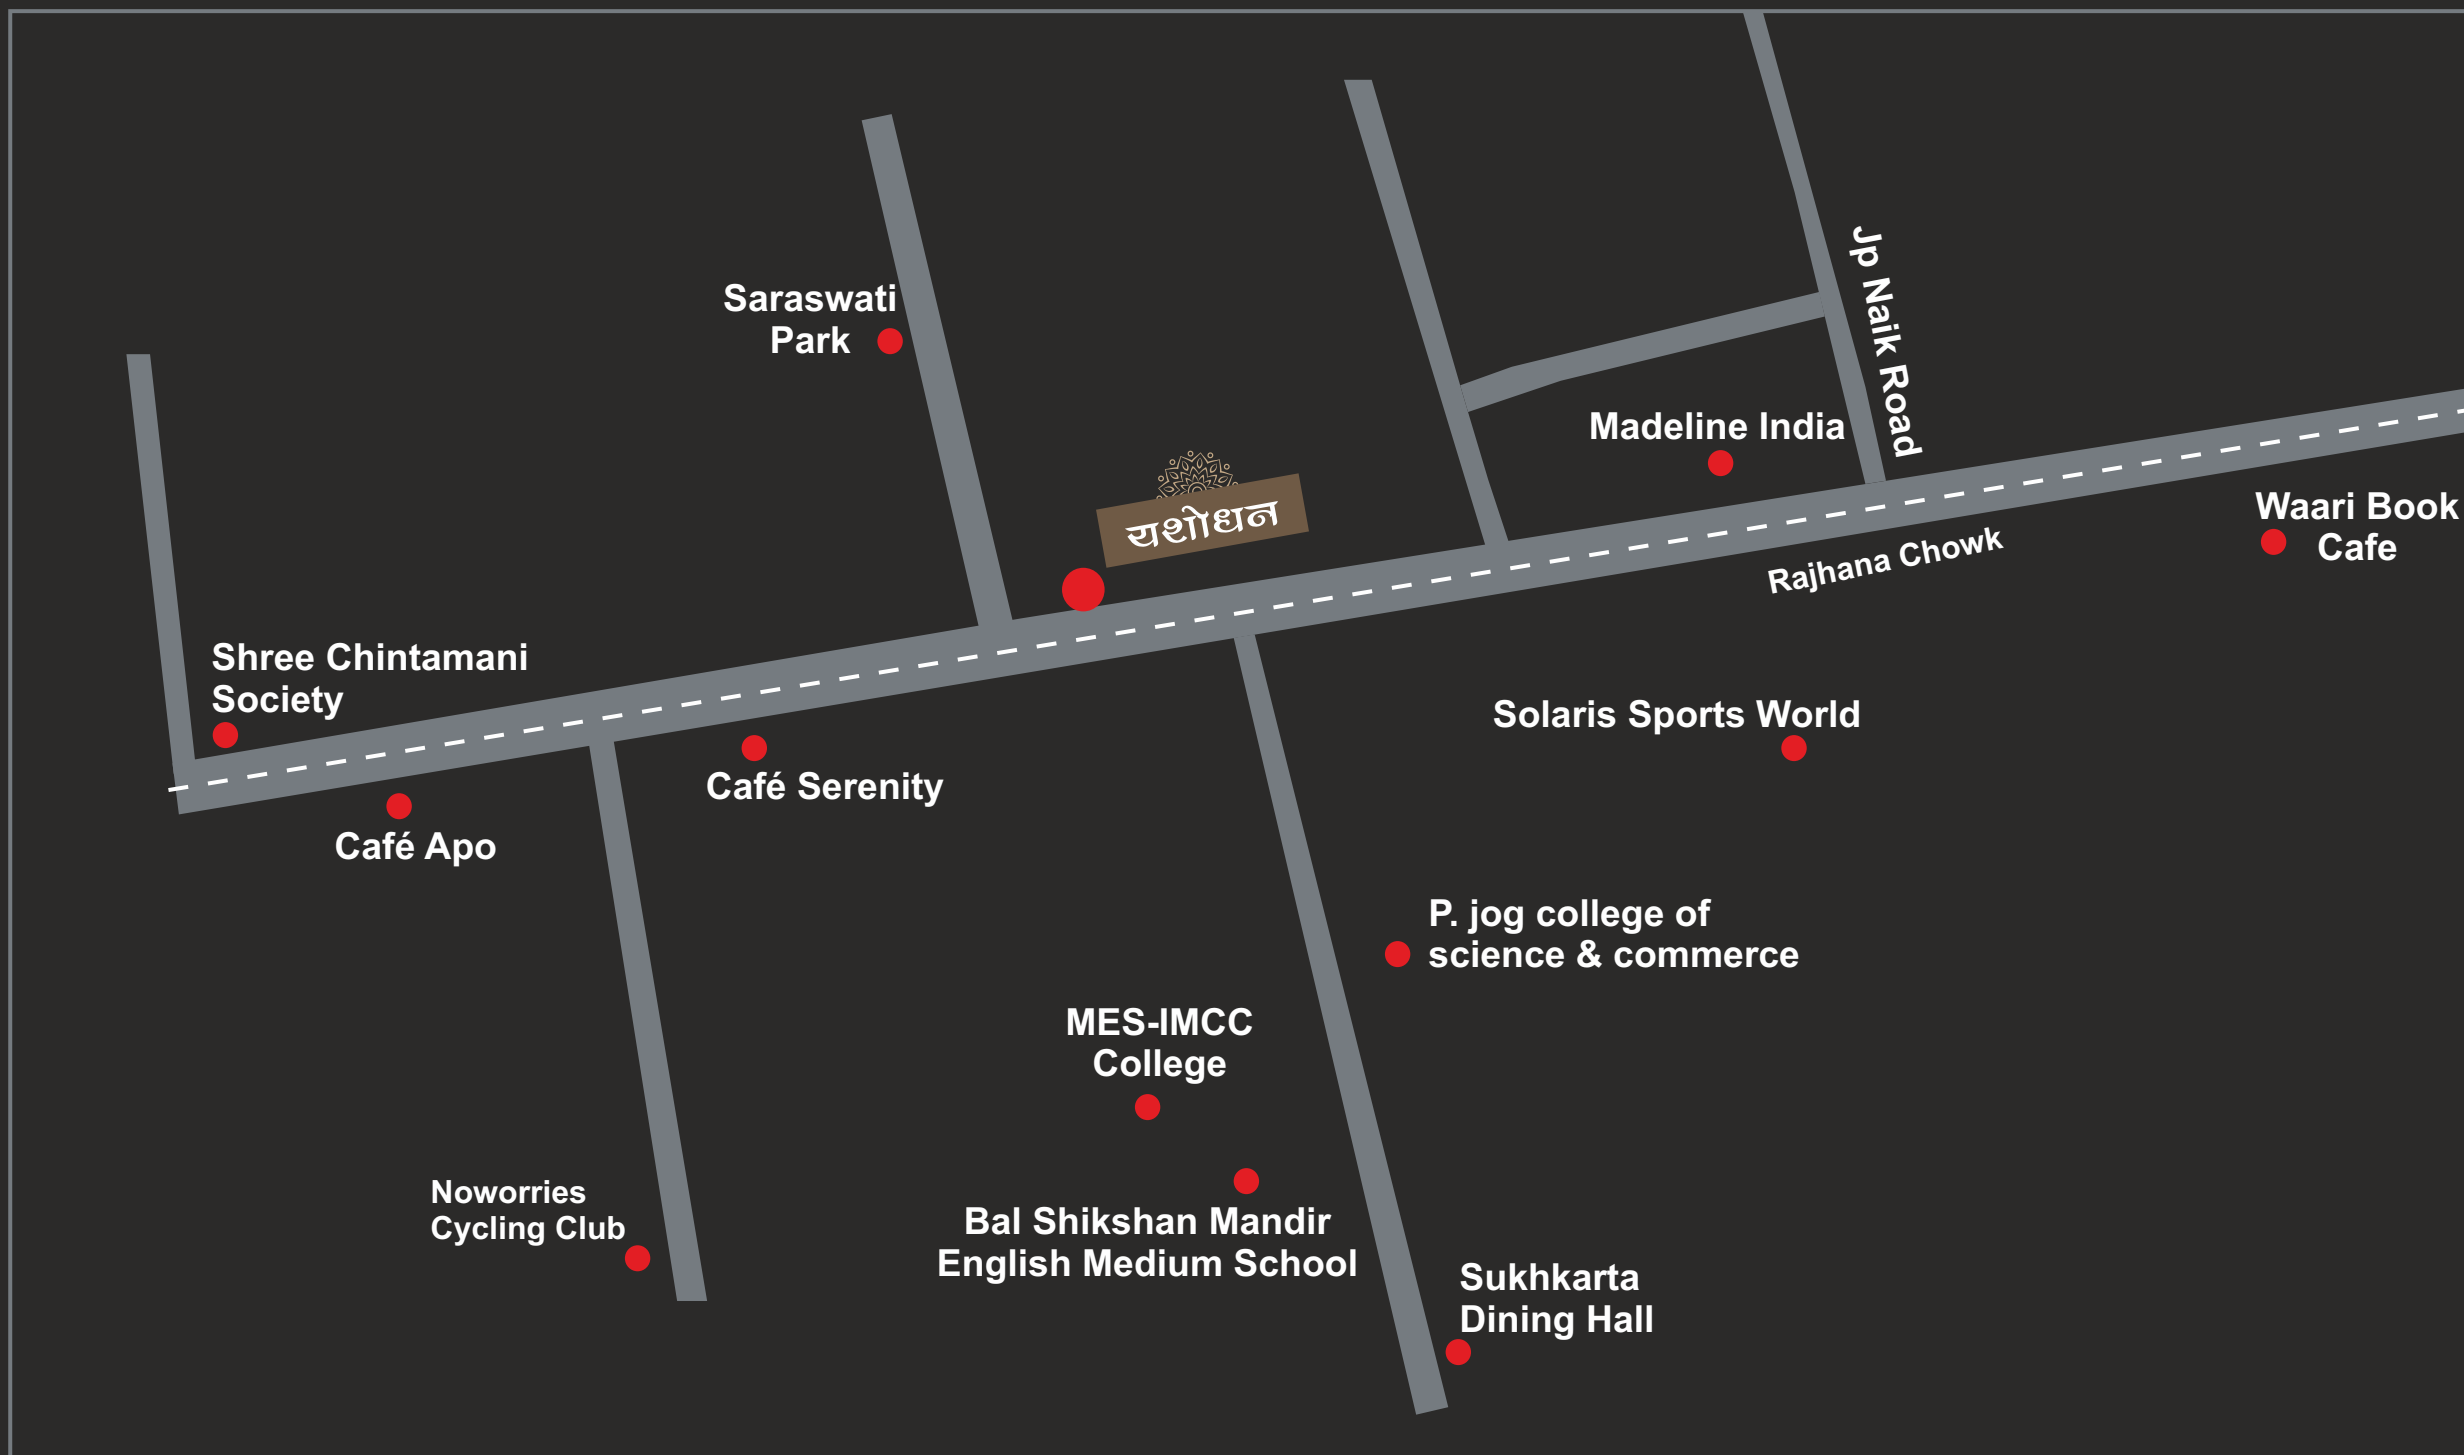 Jp Naik Road
Saraswati
Park
Madeline India
यशोधन
Waari Book
Cafe
Rajhana Chowk
Shree Chintamani
Society
Solaris Sports World
Café Serenity
Café Apo
P. jog college of
science & commerce
MES-IMCC
College
Noworries
Cycling Club
Bal Shikshan Mandir
English Medium School
Sukhkarta
Dining Hall